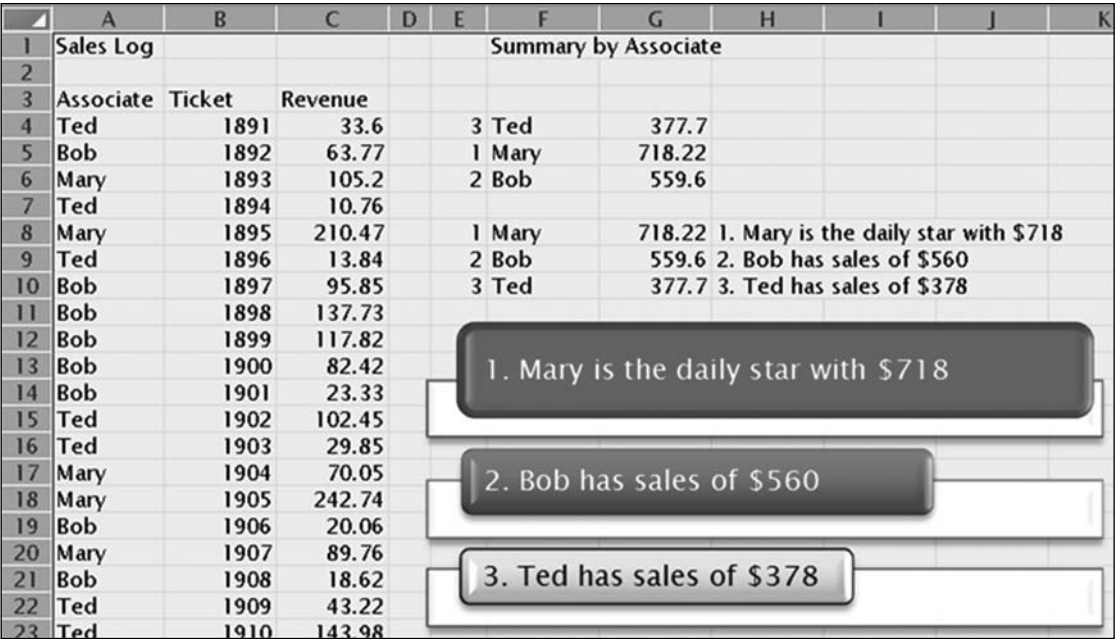 A B C D E F G H I J K
1 Sales Log Summary by Associate
2
3 Associate Ticket Revenue
4 Ted 1891 33.6 3 Ted 377.7
5 Bob 1892 63.77 1 Mary 718.22
6 Mary 1893 105.2 2 Bob 559.6
7 Ted 1894 10.76
8 Mary 1895 210.47 1 Mary 718.22 1. Mary is the daily star with $718
9 Ted 1896 13.84 2 Bob 559.6 2. Bob has sales of $560
10 Bob 1897 95.85 3 Ted 377.7 3. Ted has sales of $378
11 Bob 1898 137.73
12 Bob 1899 117.82
13 Bob 1900 82.42
14 Bob 1901 23.33
15 Ted 1902 102.45
16 Ted 1903 29.85
17 Mary 1904 70.05
18 Mary 1905 242.74
19 Bob 1906 20.06
20 Mary 1907 89.76
21 Bob 1908 18.62
22 Ted 1909 43.22
23 Ted 1910 143.98
1. Mary is the daily star with $718
2. Bob has sales of $560
3. Ted has sales of $378